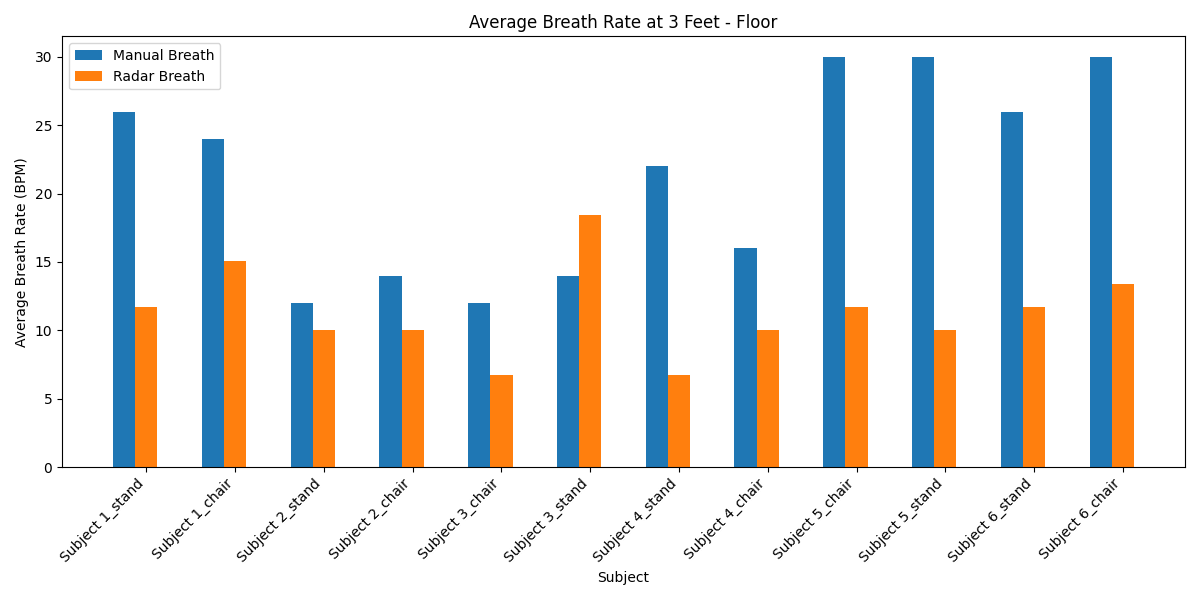 Average Breath Rate at 3 Feet - Floor
Manual Breath
Radar Breath
Average Breath Rate (BPM)
30
25
20
15
10
5
0
Subject 1_stand
Subject 1_chair
Subject 2_stand
Subject 2_chair
Subject 3_chair
Subject 3_stand
Subject 4_stand
Subject 4_chair
Subject 5_chair
Subject 5_stand
Subject 6_stand
Subject 6_chair
Subject